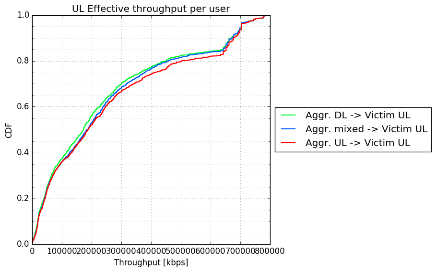 UL Effective throughput per user
1.0
0.8
0.6
0.4
0.2
0.0
CDF
0 100000 200000 300000 400000 500000 600000 700000 800000
Throughput [kbps]
Aggr. DL -> Victim UL
Aggr. mixed -> Victim UL
Aggr. UL -> Victim UL